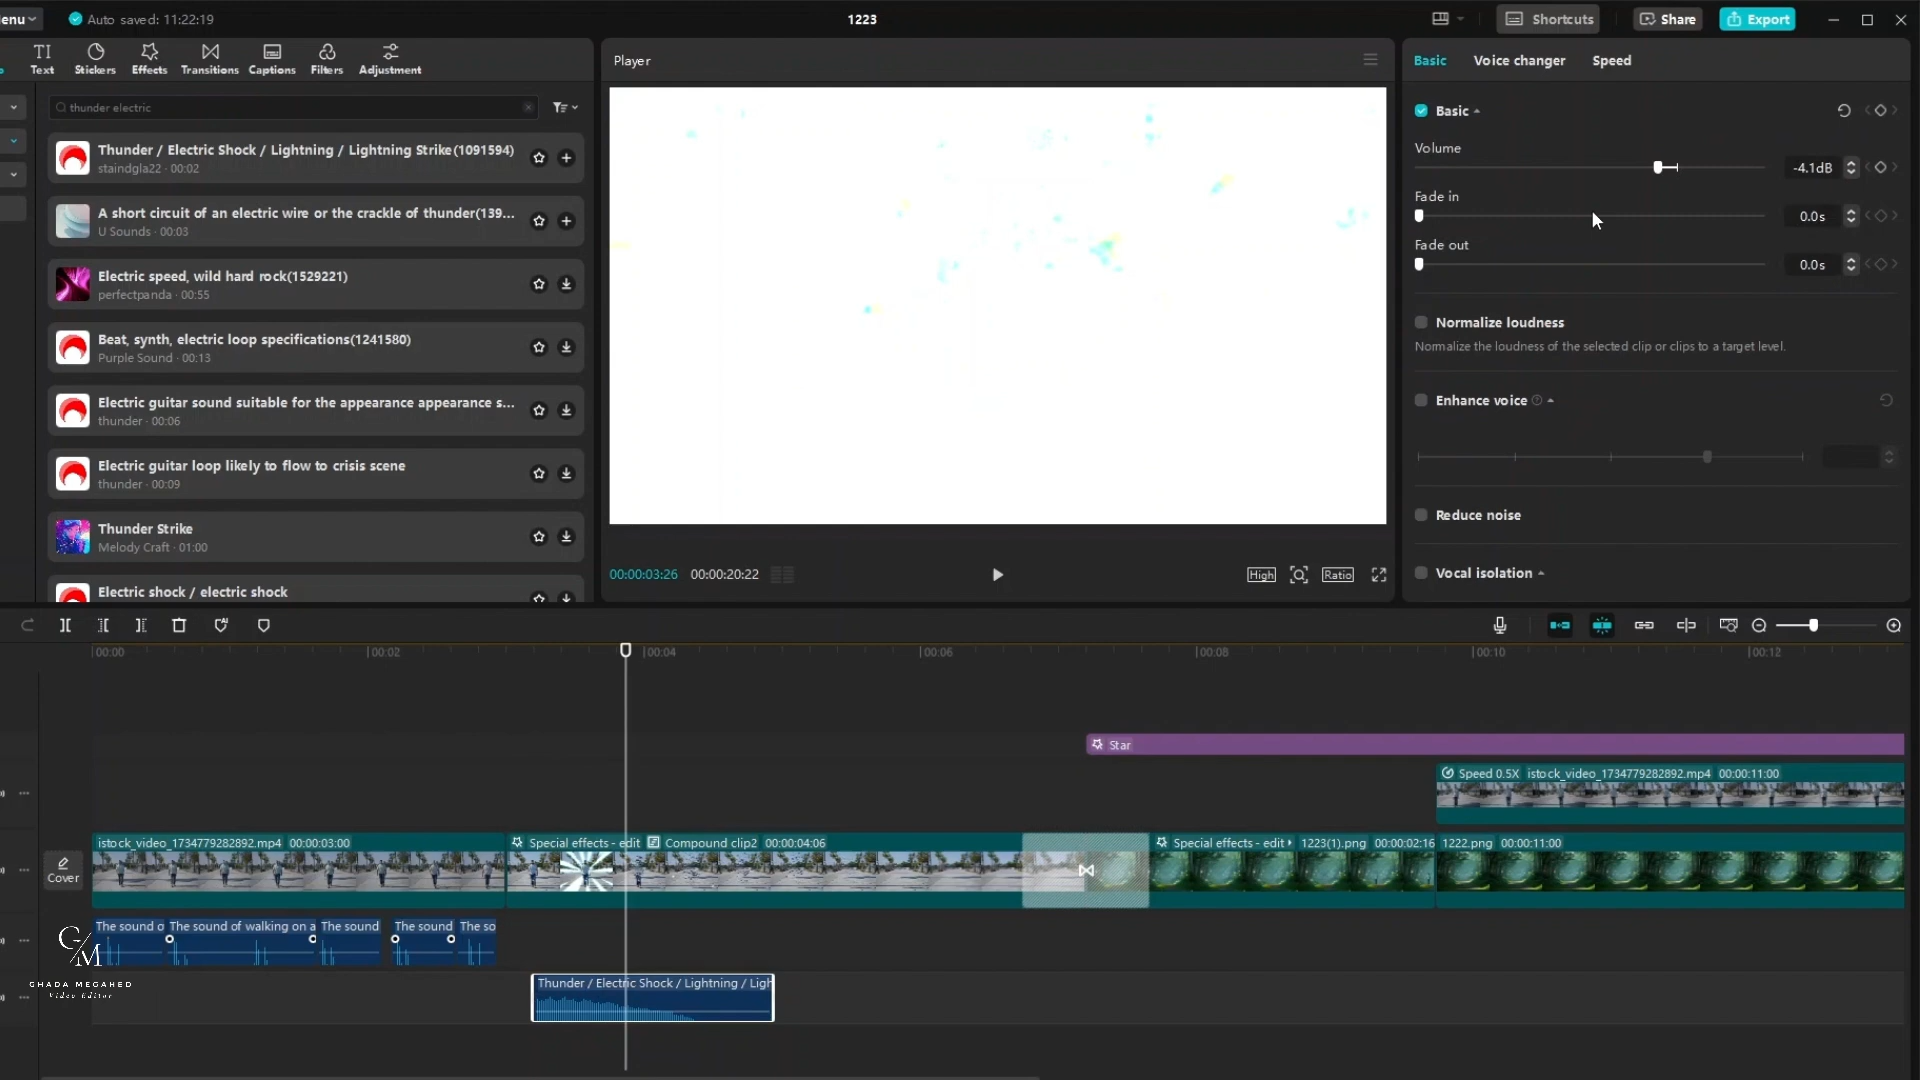 enu
Auto saved: 11:22:19
1223
Shortcuts
Share
Export
TI
Text
Stickers
Effects
Transitions
Captions
Filters
Adjustment
thunder electric
Thunder / Electric Shock / Lightning / Lightning Strike(1091594)
staindgla22 · 00:02
A short circuit of an electric wire or the crackle of thunder(139...
U Sounds · 00:03
Electric speed, wild hard rock(1529221)
perfectpanda · 00:55
Beat, synth, electric loop specifications(1241580)
Purple Sound · 00:13
Electric guitar sound suitable for the appearance appearance s...
thunder · 00:06
Electric guitar loop likely to flow to crisis scene
thunder · 00:09
Thunder Strike
Melody Craft · 01:00
Electric shock / electric shock
Player
00:00:03:26
00:00:20:22
High
Ratio
Basic
Voice changer
Speed
Basic
Volume
-4.1dB
Fade in
0.0s
Fade out
0.0s
Normalize loudness
Normalize the loudness of the selected clip or clips to a target level.
Enhance voice
Reduce noise
Vocal isolation
00:00
00:02
00:04
00:06
00:08
00:10
00:12
Star
Speed 0.5X istock_video_1734779282892.mp4 00:00:11:00
istock_video_1734779282892.mp4 00:00:03:00
Special effects - edit Compound clip2 00:00:04:06
Special effects - edit 1223(1).png 00:00:02:16
1222.png 00:00:11:00
Cover
The sound o
The sound of walking on a
The sound
The sound
The so
Thunder / Electric Shock / Lightning / Ligh
G/M
GHADA MEGAHED
Video Editor